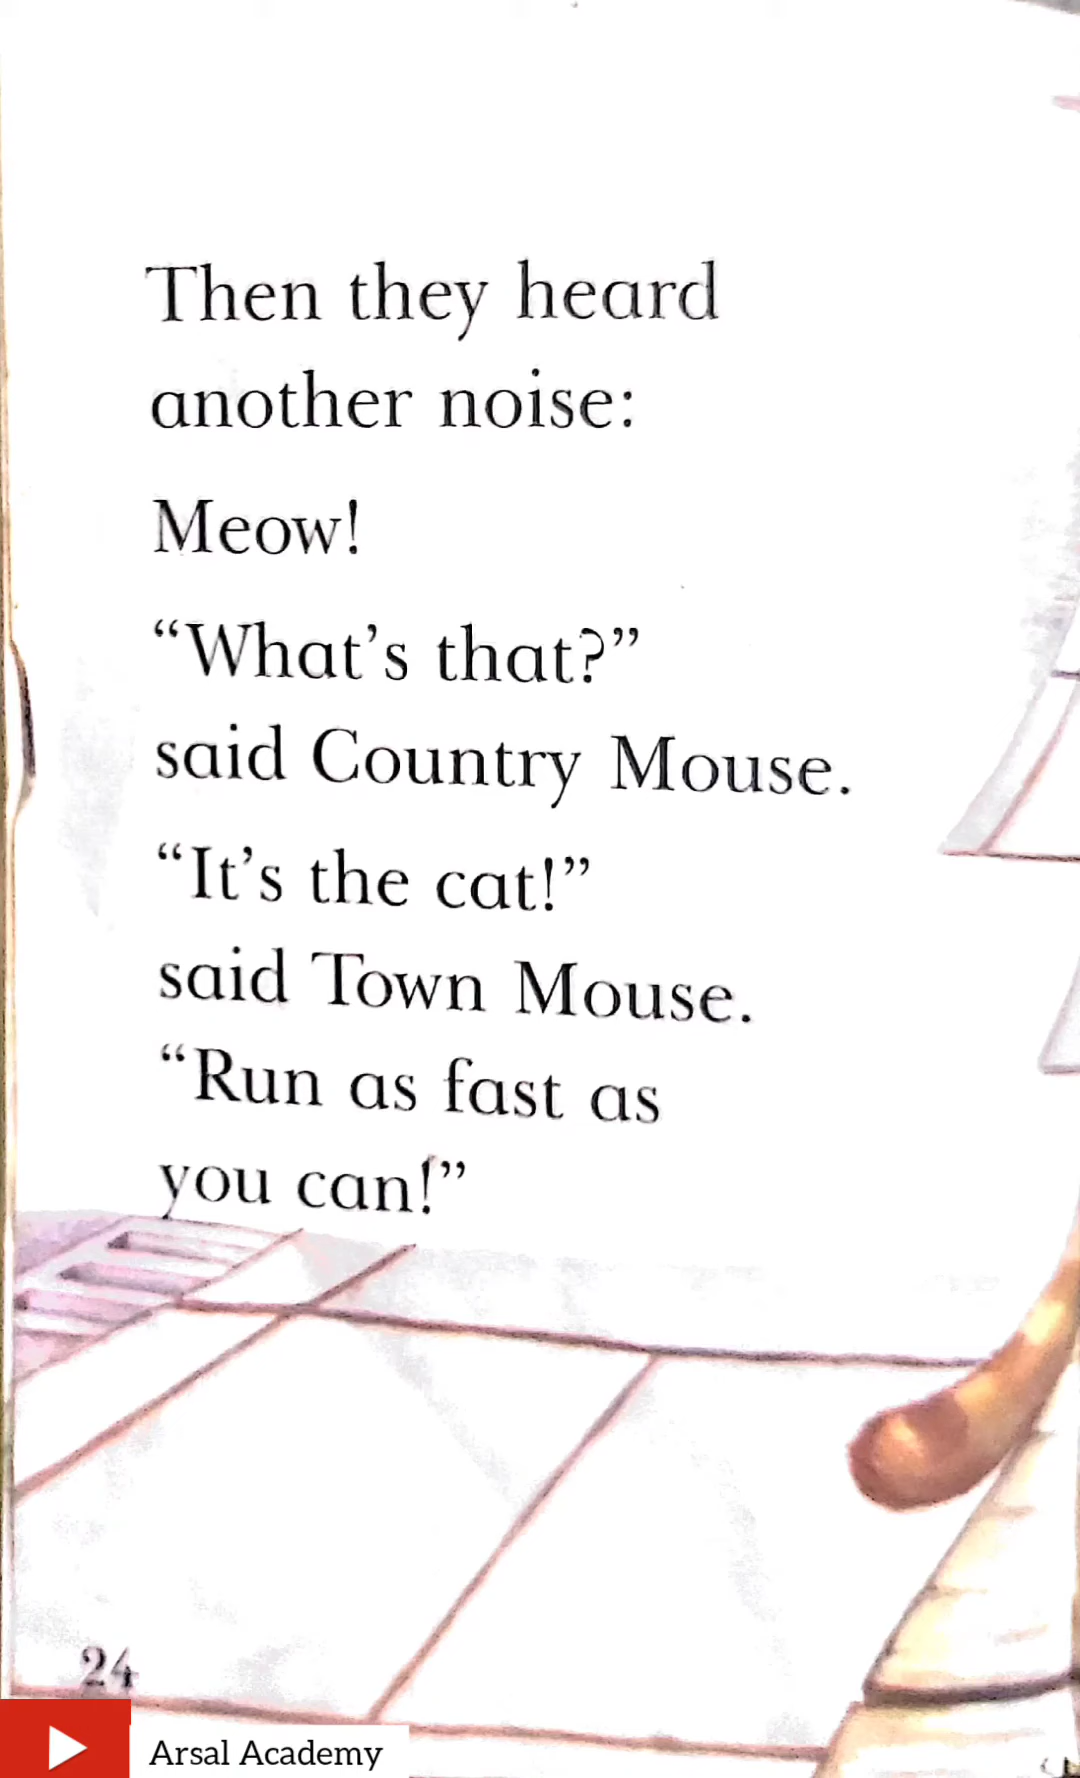 Then they heard
another noise:
Meow!
“What’s that?”
said Country Mouse.
“It’s the cat!”
said Town Mouse.
“Run as fast as
you can!”
24
Arsal Academy